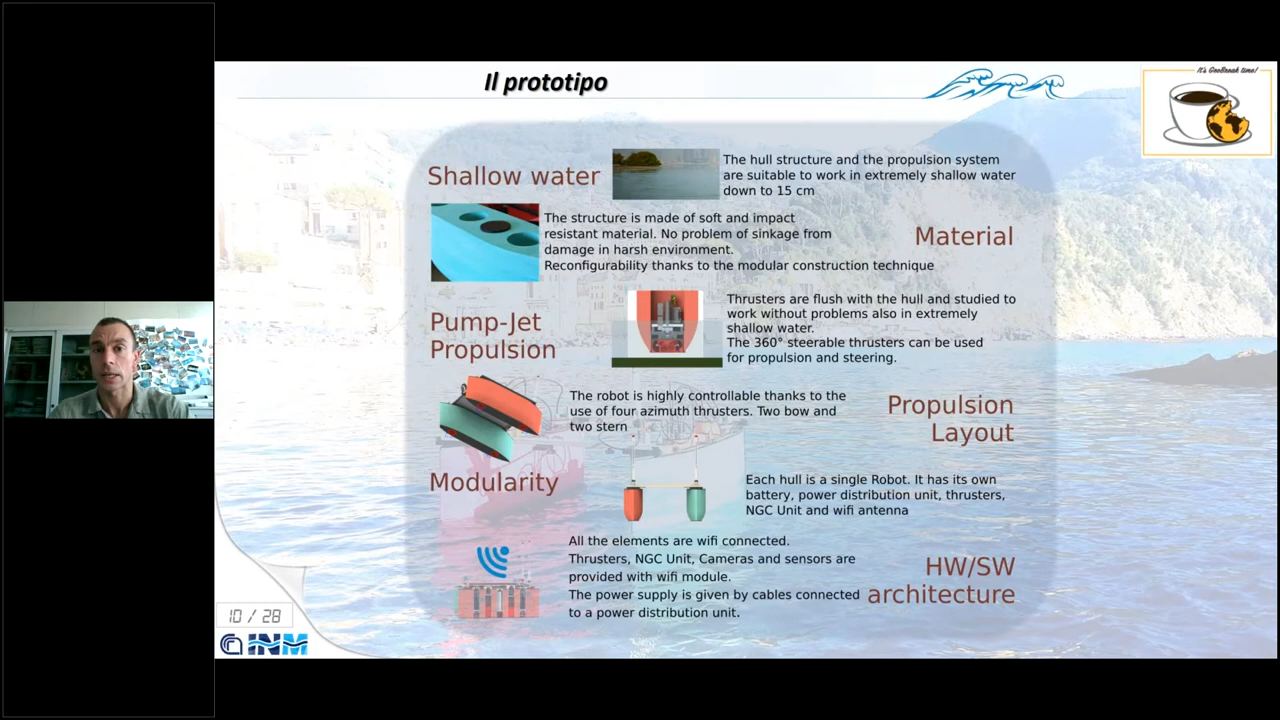 Il prototipo
It's GeoBreak time!
Shallow water
The hull structure and the propulsion system
are suitable to work in extremely shallow water
down to 15 cm
The structure is made of soft and impact
resistant material. No problem of sinkage from
damage in harsh environment.
Reconfigurability thanks to the modular construction technique
Material
Pump-Jet
Propulsion
Thrusters are flush with the hull and studied to
work without problems also in extremely
shallow water.
The 360° steerable thrusters can be used
for propulsion and steering.
The robot is highly controllable thanks to the
use of four azimuth thrusters. Two bow and
two stern
Propulsion
Layout
Modularity
Each hull is a single Robot. It has its own
battery, power distribution unit, thrusters,
NGC Unit and wifi antenna
All the elements are wifi connected.
Thrusters, NGC Unit, Cameras and sensors are
provided with wifi module.
The power supply is given by cables connected
to a power distribution unit.
HW/SW
architecture
10 / 28
INM